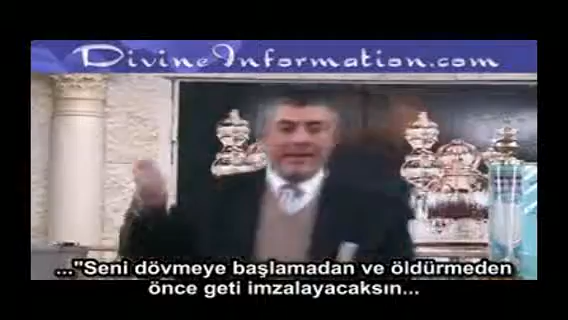 DivineInformation.com
..."Seni dövmeye başlamadan ve öldürmeden
önce geti imzalayacaksın...